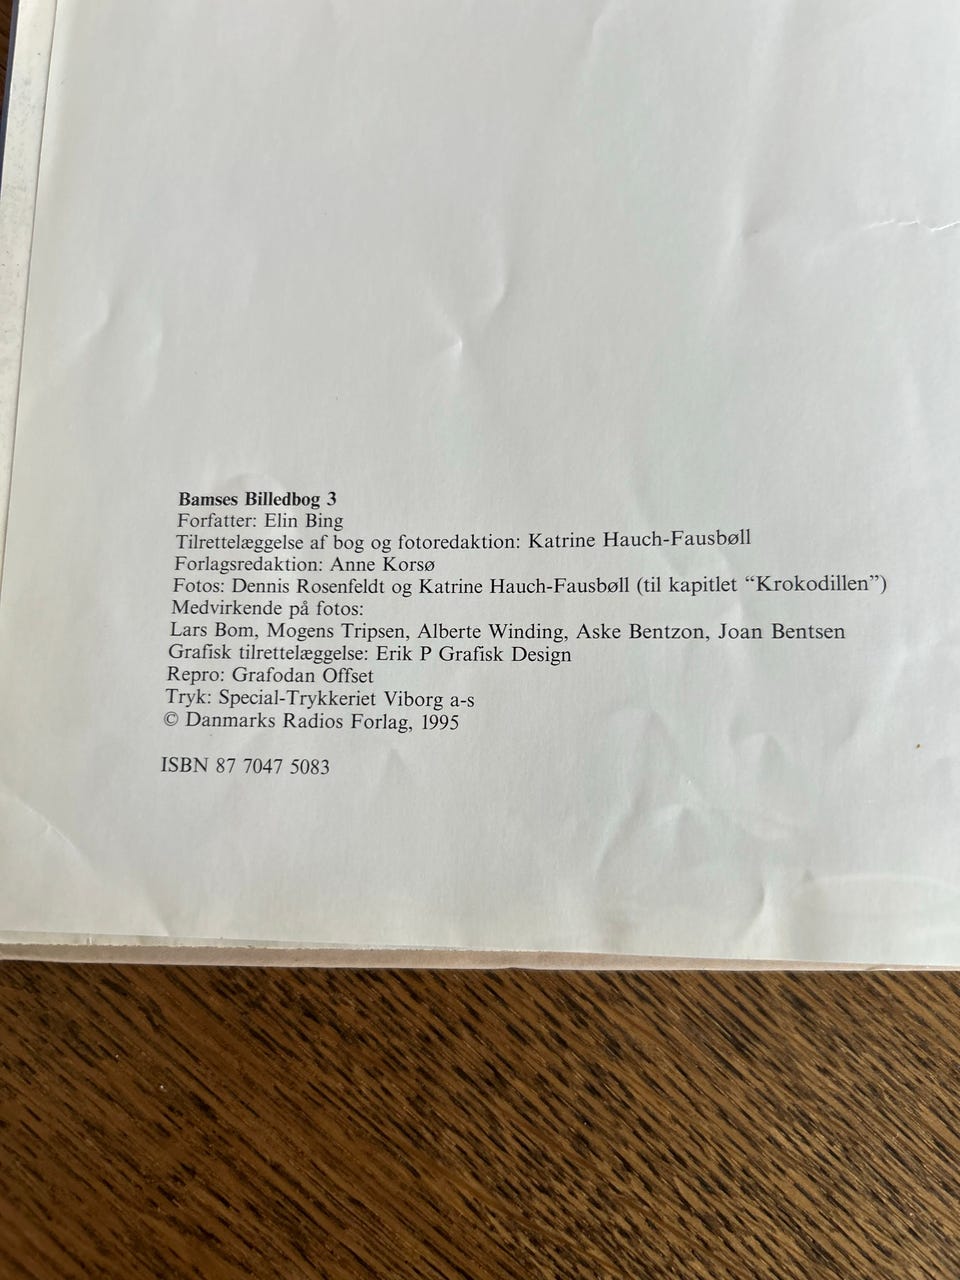 Bamses Billedbog 3
Forfatter: Elin Bing
Tilrettelæggelse af bog og fotoredaktion: Katrine Hauch-Fausbøll
Forlagsredaktion: Anne Korsø
Fotos: Dennis Rosenfeldt og Katrine Hauch-Fausbøll (til kapitlet “Krokodillen”)
Medvirkende på fotos:
Lars Bom, Mogens Tripsen, Alberte Winding, Aske Bentzon, Joan Bentsen
Grafisk tilrettelæggelse: Erik P Grafisk Design
Repro: Grafodan Offset
Tryk: Special-Trykkeriet Viborg a-s
© Danmarks Radios Forlag, 1995
ISBN 87 7047 5083